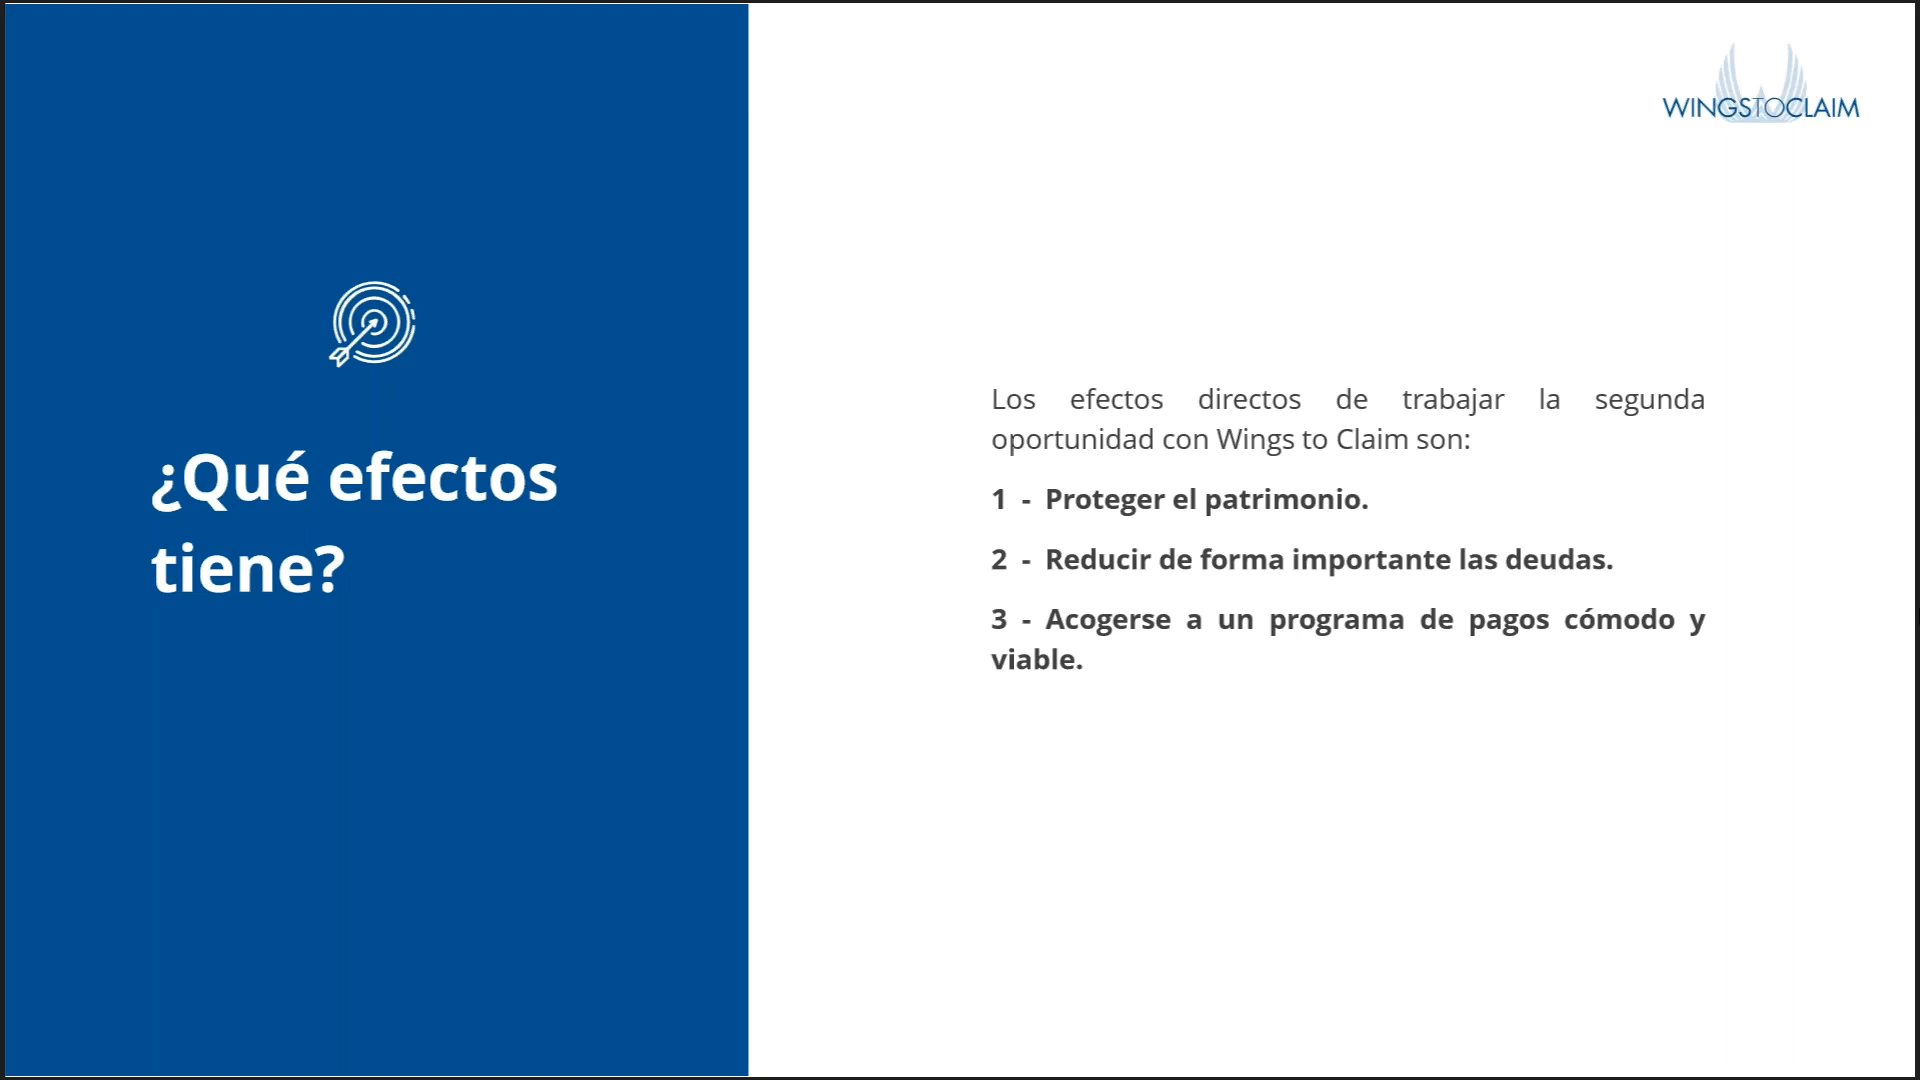 WINGSTOCLAIM
¿Qué efectos
tiene?
Los efectos directos de trabajar la segunda
oportunidad con Wings to Claim son:
1 - Proteger el patrimonio.
2 - Reducir de forma importante las deudas.
3 - Acogerse a un programa de pagos cómodo y
viable.